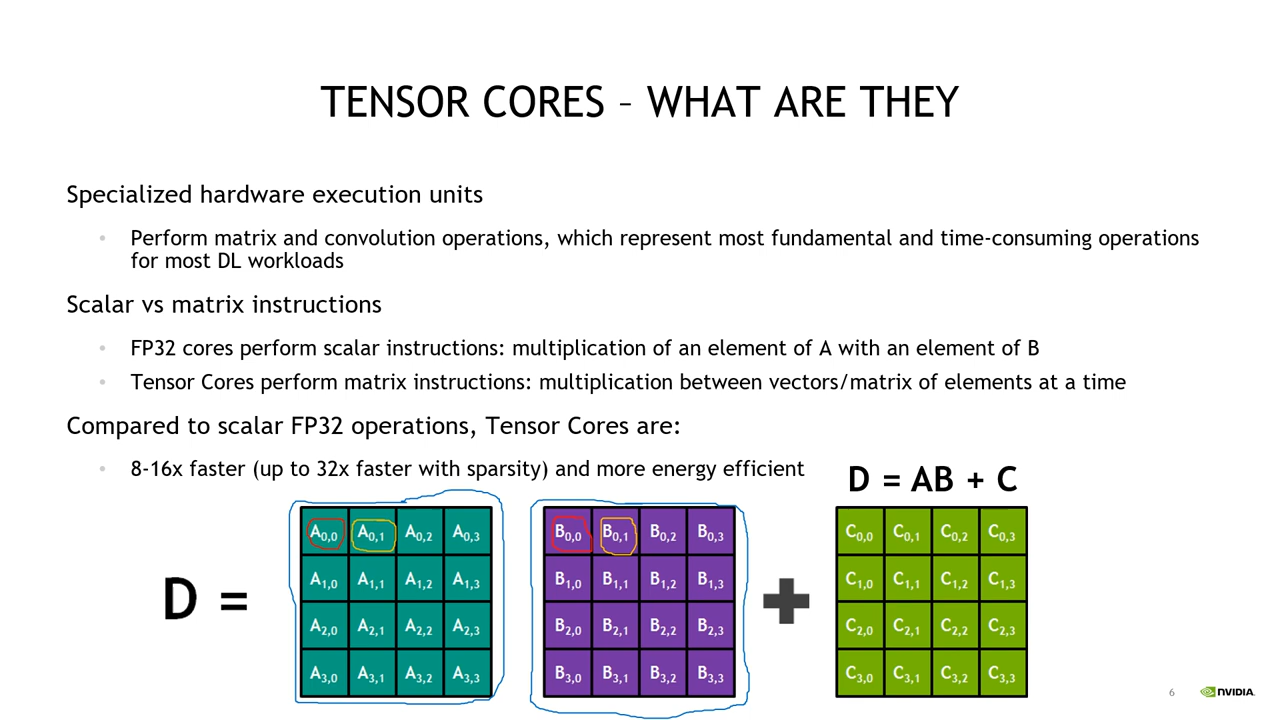 TENSOR CORES – WHAT ARE THEY
Specialized hardware execution units
• Perform matrix and convolution operations, which represent most fundamental and time-consuming operations
for most DL workloads
Scalar vs matrix instructions
• FP32 cores perform scalar instructions: multiplication of an element of A with an element of B
• Tensor Cores perform matrix instructions: multiplication between vectors/matrix of elements at a time
Compared to scalar FP32 operations, Tensor Cores are:
• 8-16x faster (up to 32x faster with sparsity) and more energy efficient
D = AB + C
D =
A0,0 A0,1 A0,2 A0,3
A1,0 A1,1 A1,2 A1,3
A2,0 A2,1 A2,2 A2,3
A3,0 A3,1 A3,2 A3,3
B0,0 B0,1 B0,2 B0,3
B1,0 B1,1 B1,2 B1,3
B2,0 B2,1 B2,2 B2,3
B3,0 B3,1 B3,2 B3,3
+
C0,0 C0,1 C0,2 C0,3
C1,0 C1,1 C1,2 C1,3
C2,0 C2,1 C2,2 C2,3
C3,0 C3,1 C3,2 C3,3
6
NVIDIA.